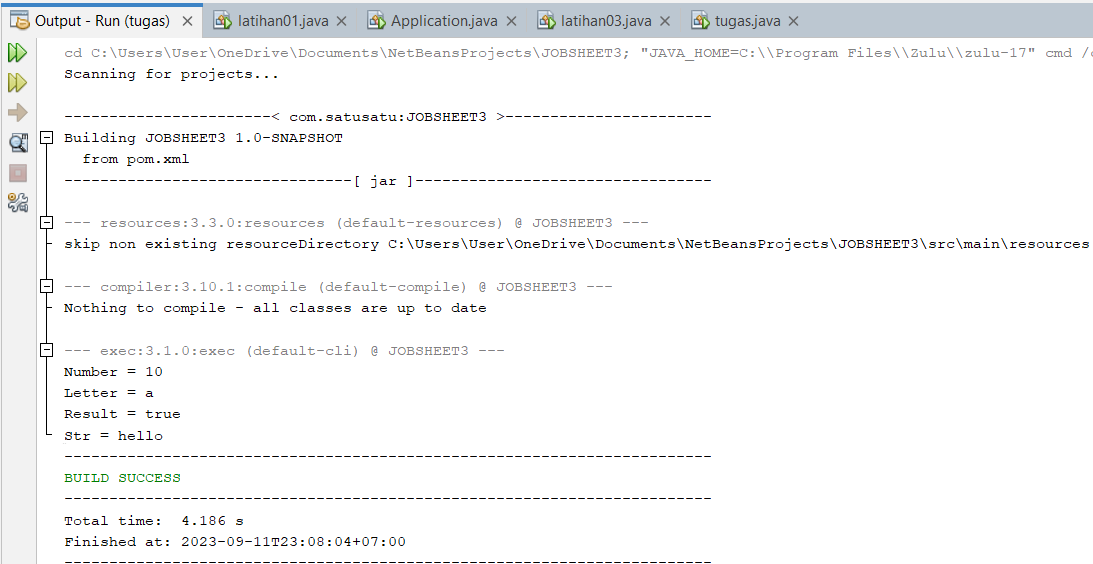 Output - Run (tugas) × latihan01.java × Application.java × latihan03.java × tugas.java ×
cd C:\Users\User\OneDrive\Documents\NetBeansProjects\JOBSHEET3; "JAVA_HOME=C:\\Program Files\\Zulu\\zulu-17" cmd
Scanning for projects...
-----------------------< com.satusatu:JOBSHEET3 >-----------------------
Building JOBSHEET3 1.0-SNAPSHOT
from pom.xml
--------------------------------[ jar ]---------------------------------
--- resources:3.3.0:resources (default-resources) @ JOBSHEET3 ---
skip non existing resourceDirectory C:\Users\User\OneDrive\Documents\NetBeansProjects\JOBSHEET3\src\main\resources
--- compiler:3.10.1:compile (default-compile) @ JOBSHEET3 ---
Nothing to compile - all classes are up to date
--- exec:3.1.0:exec (default-cli) @ JOBSHEET3 ---
Number = 10
Letter = a
Result = true
Str = hello
------------------------------------------------------------------------
BUILD SUCCESS
------------------------------------------------------------------------
Total time:  4.186 s
Finished at: 2023-09-11T23:08:04+07:00
------------------------------------------------------------------------